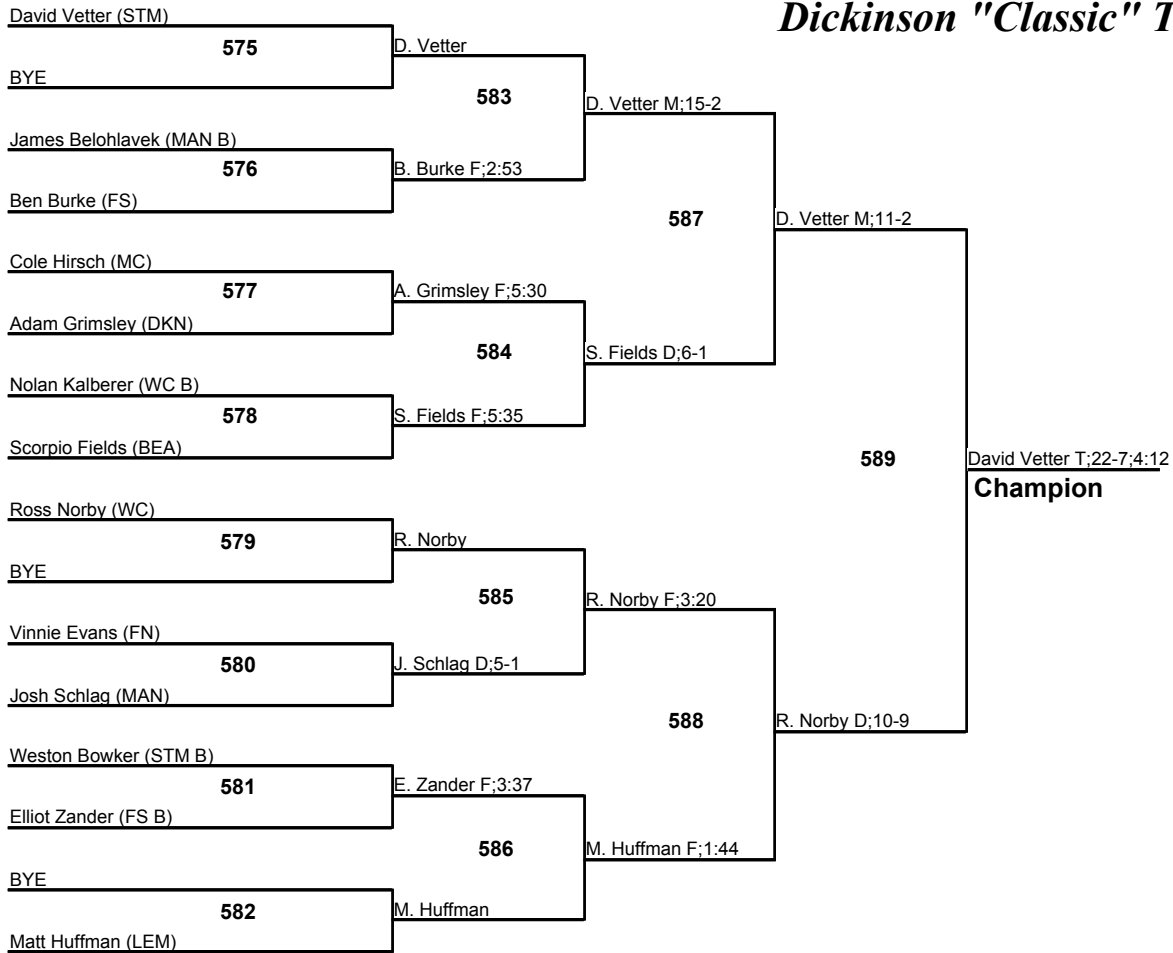 Dickinson "Classic" T
David Vetter (STM)
575
BYE
D. Vetter
583
James Belohlavek (MAN B)
576
Ben Burke (FS)
B. Burke F;2:53
D. Vetter M;15-2
587
Cole Hirsch (MC)
577
Adam Grimsley (DKN)
A. Grimsley F;5:30
584
Nolan Kalberer (WC B)
578
Scorpio Fields (BEA)
S. Fields F;5:35
S. Fields D;6-1
D. Vetter M;11-2
589
Ross Norby (WC)
579
BYE
R. Norby
585
Vinnie Evans (FN)
580
Josh Schlag (MAN)
J. Schlag D;5-1
R. Norby F;3:20
588
Weston Bowker (STM B)
581
Elliot Zander (FS B)
E. Zander F;3:37
586
BYE
582
Matt Huffman (LEM)
M. Huffman
M. Huffman F;1:44
R. Norby D;10-9
David Vetter T;22-7;4:12
Champion